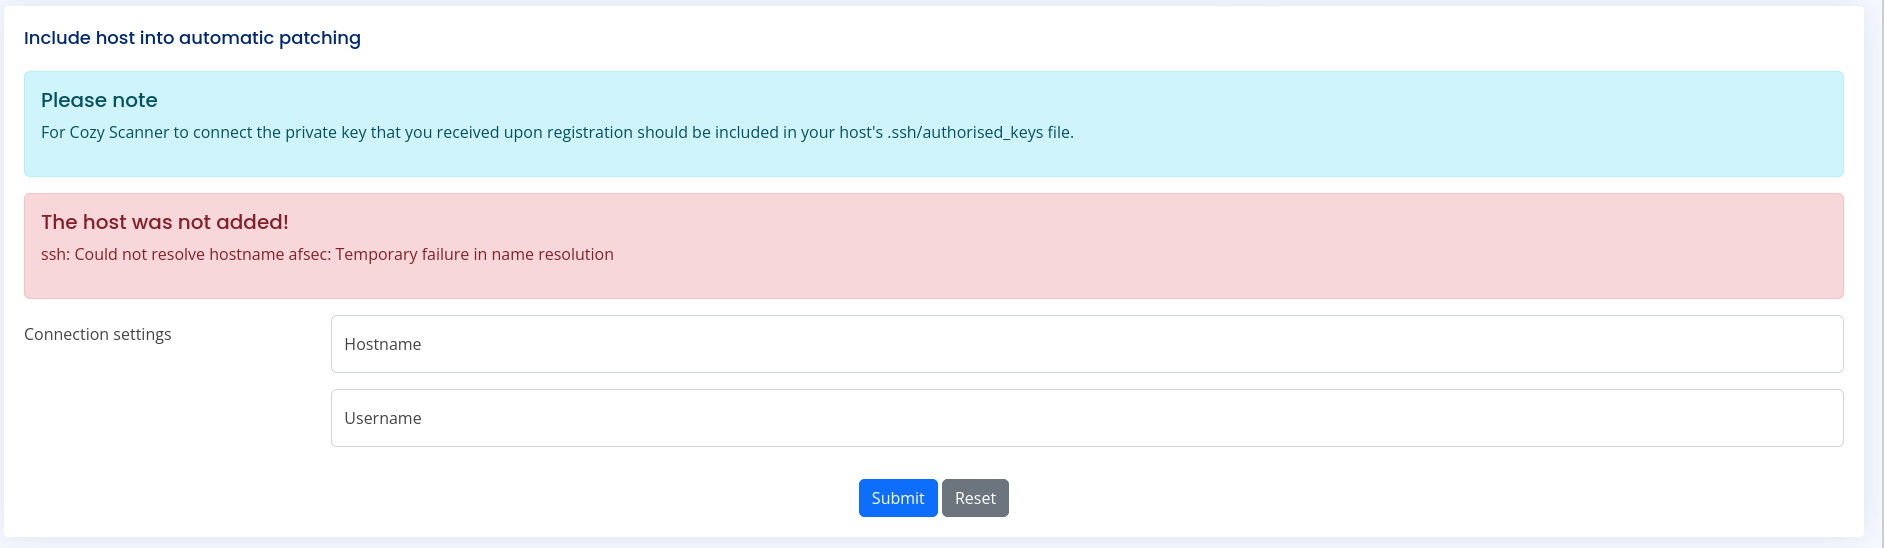 Include host into automatic patching
Please note
For Cozy Scanner to connect the private key that you received upon registration should be included in your host's .ssh/authorised_keys file.
The host was not added!
ssh: Could not resolve hostname afsec: Temporary failure in name resolution
Connection settings
Hostname
Username
Submit Reset